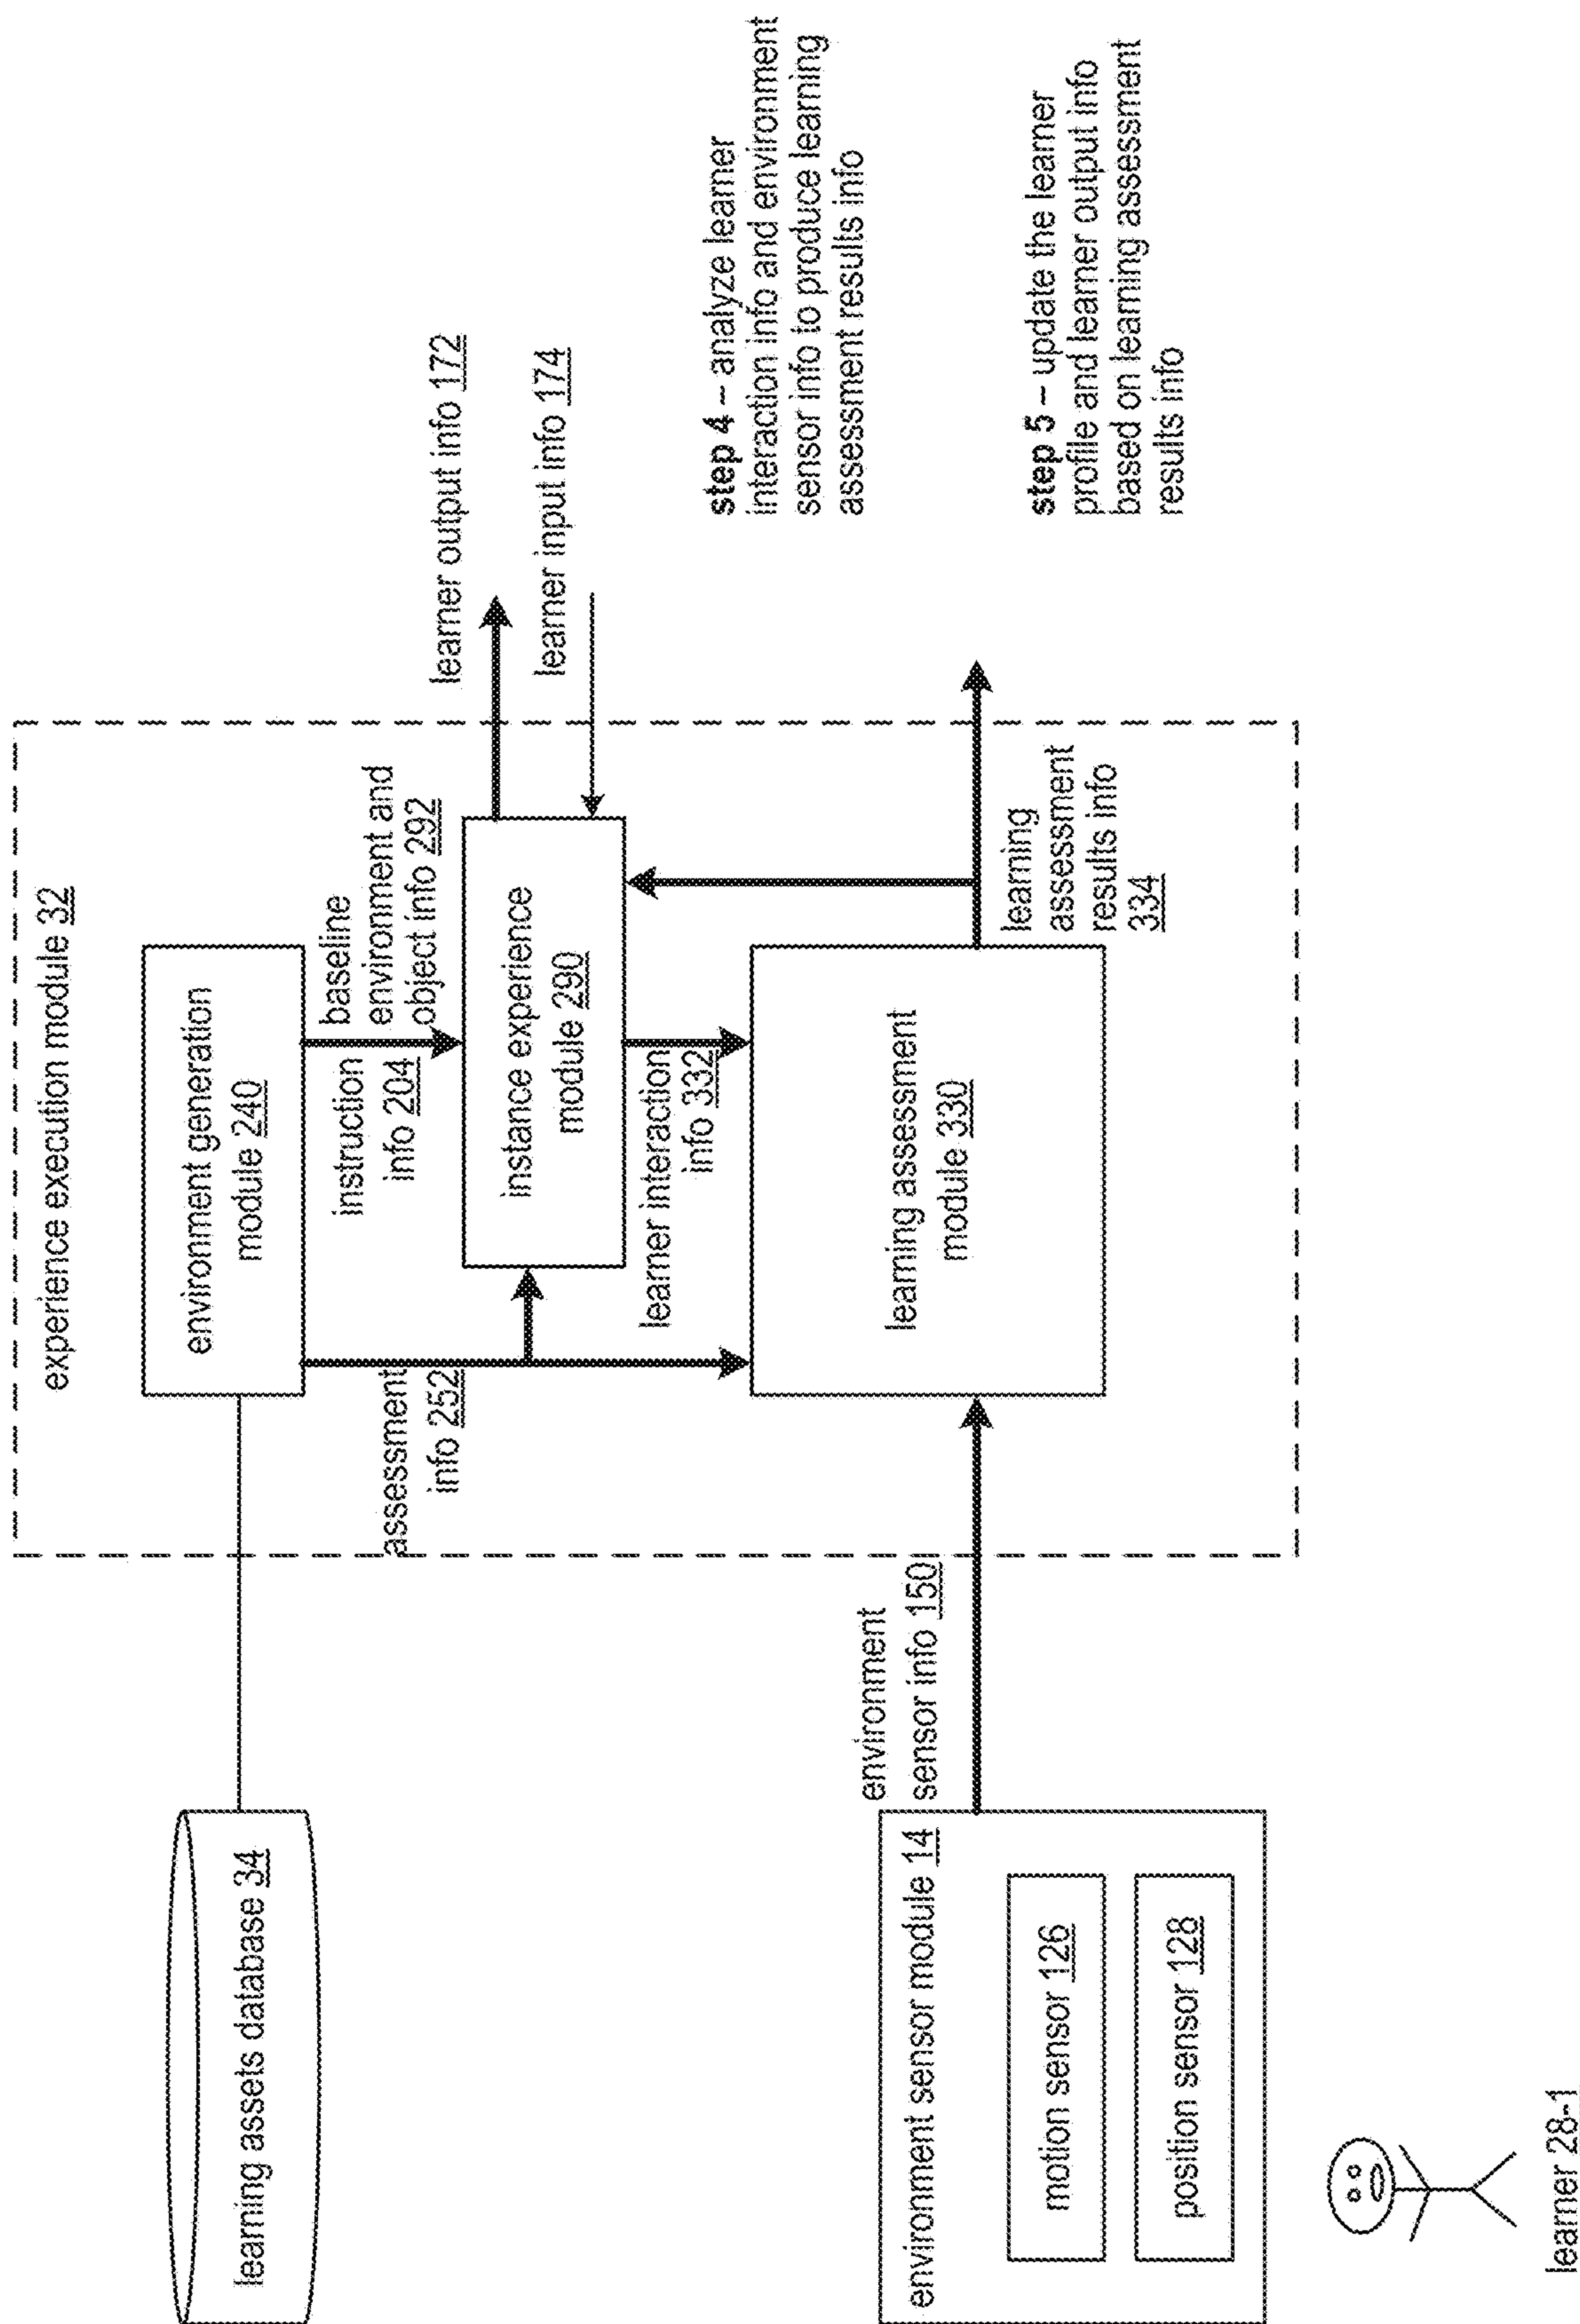 experience execution module 32
learning assets database 34
environment generation
module 240
assessment
info 252
instruction
info 204
baseline
environment and
object info 292
instance experience
module 290
learner output info 172
learner input info 174
learner interaction
info 332
environment sensor module 14
motion sensor 126
position sensor 128
environment
sensor info 150
learning assessment
module 330
learning
assessment
results info
334
step 4 – analyze learner
interaction info and environment
sensor info to produce learning
assessment results info
step 5 – update the learner
profile and learner output info
based on learning assessment
results info
learner 28-1